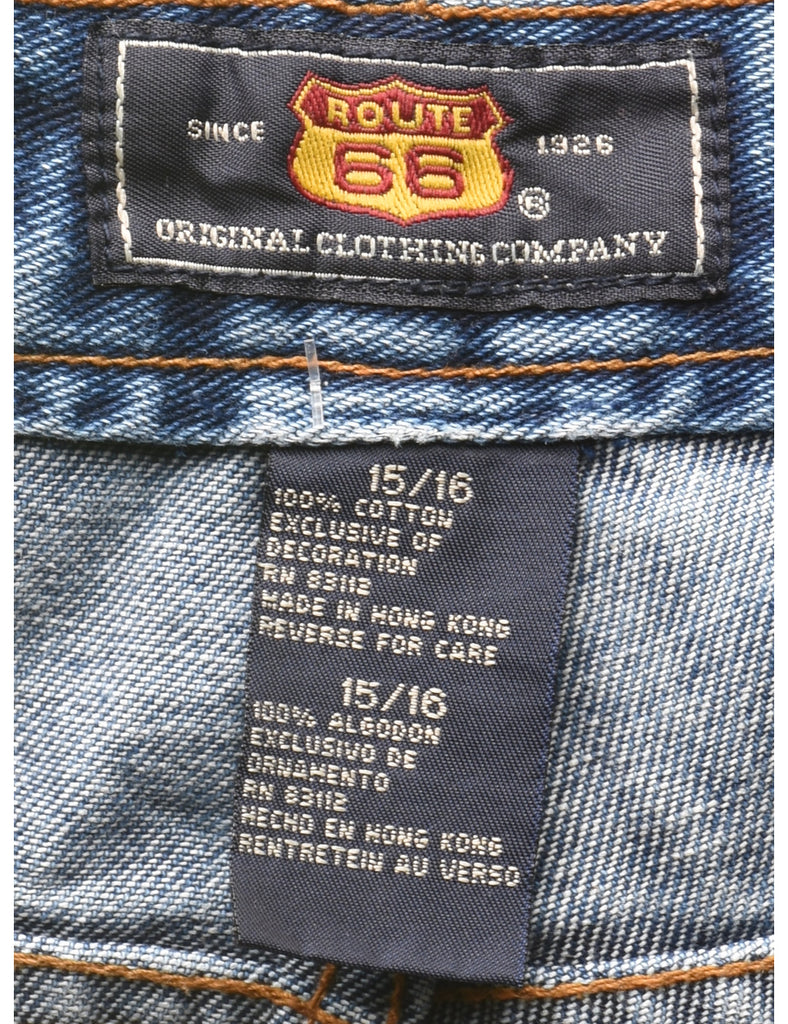 ROUTE
SINCE 66 1926
®
ORIGINAL CLOTHING COMPANY
15/16
100% COTTON
EXCLUSIVE OF
DECORATION
RN 83112
MADE IN HONG KONG
REVERSE FOR CARE
15/16
100% ALGODON
EXCLUSIVO DE
ORNAMENTO
RN 83112
HECHO EN HONG KONG
RENTRETEIN AU VERSO